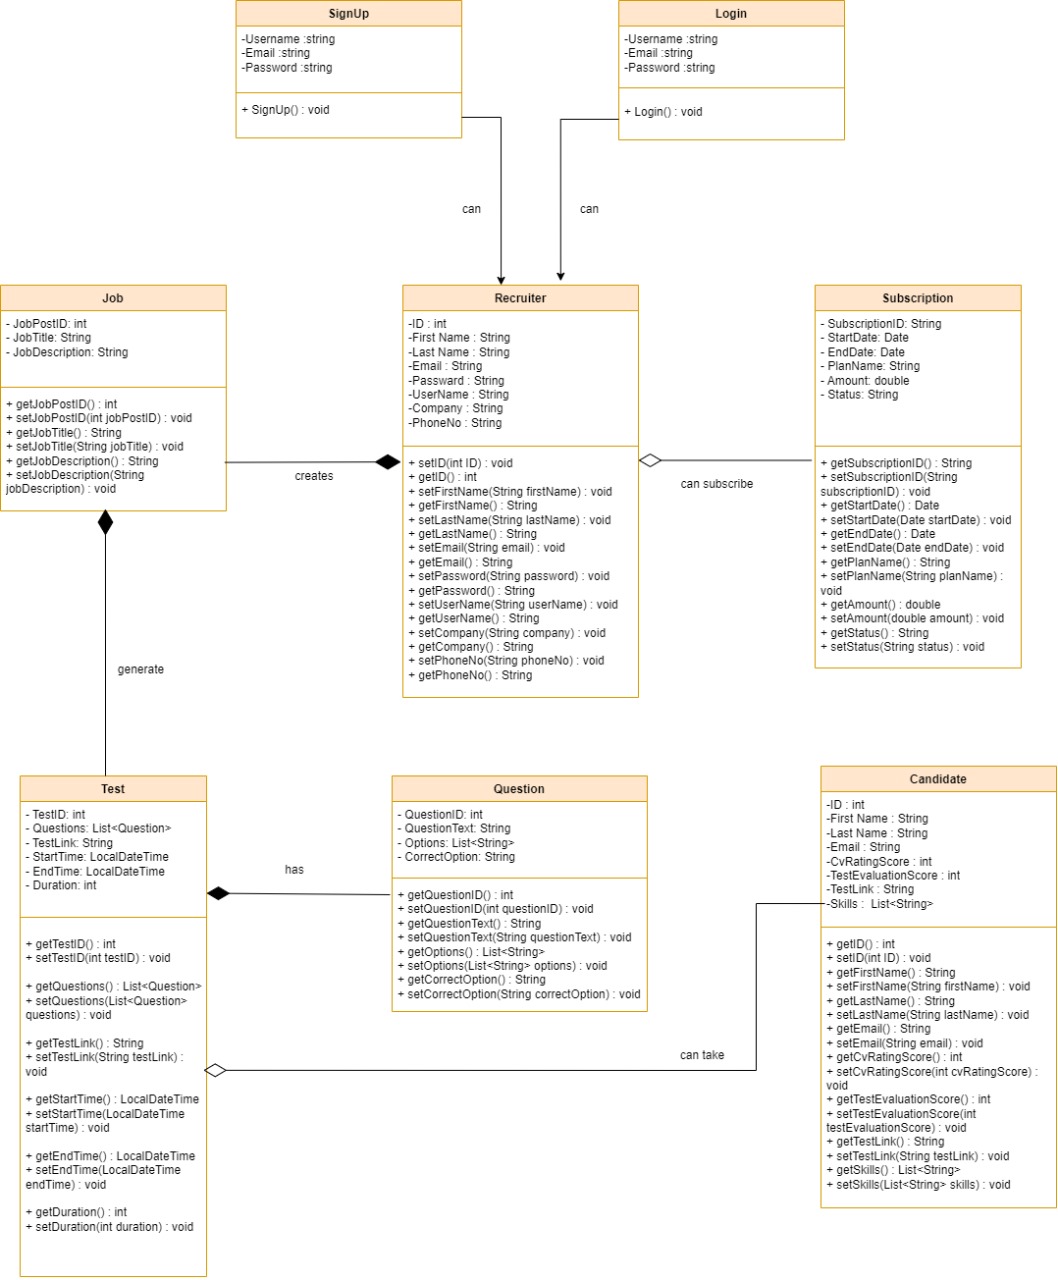 SignUp
-Username :string
-Email :string
-Password :string
+ SignUp() : void
Login
-Username :string
-Email :string
-Password :string
+ Login() : void
can
can
Job
- JobPostID: int
- JobTitle: String
- JobDescription: String
+ getJobPostID() : int
+ setJobPostID(int jobPostID) : void
+ getJobTitle() : String
+ setJobTitle(String jobTitle) : void
+ getJobDescription() : String
+ setJobDescription(String
jobDescription) : void
creates
Recruiter
-ID : int
-First Name : String
-Last Name : String
-Email : String
-Passward : String
-UserName : String
-Company : String
-PhoneNo : String
+ setID(int ID) : void
+ getID() : int
+ setFirstName(String firstName) : void
+ getFirstName() : String
+ setLastName(String lastName) : void
+ getLastName() : String
+ setEmail(String email) : void
+ getEmail() : String
+ setPassword(String password) : void
+ getPassword() : String
+ setUserName(String userName) : void
+ getUserName() : String
+ setCompany(String company) : void
+ getCompany() : String
+ setPhoneNo(String phoneNo) : void
+ getPhoneNo() : String
can subscribe
Subscription
- SubscriptionID: String
- StartDate: Date
- EndDate: Date
- PlanName: String
- Amount: double
- Status: String
+ getSubscriptionID() : String
+ setSubscriptionID(String
subscriptionID) : void
+ getStartDate() : Date
+ setStartDate(Date startDate) : void
+ getEndDate() : Date
+ setEndDate(Date endDate) : void
+ getPlanName() : String
+ setPlanName(String planName) :
void
+ getAmount() : double
+ setAmount(double amount) : void
+ getStatus() : String
+ setStatus(String status) : void
generate
Test
- TestID: int
- Questions: List<Question>
- TestLink: String
- StartTime: LocalDateTime
- EndTime: LocalDateTime
- Duration: int
+ getTestID() : int
+ setTestID(int testID) : void
+ getQuestions() : List<Question>
+ setQuestions(List<Question>
questions) : void
+ getTestLink() : String
+ setTestLink(String testLink) :
void
+ getStartTime() : LocalDateTime
+ setStartTime(LocalDateTime
startTime) : void
+ getEndTime() : LocalDateTime
+ setEndTime(LocalDateTime
endTime) : void
+ getDuration() : int
+ setDuration(int duration) : void
has
Question
- QuestionID: int
- QuestionText: String
- Options: List<String>
- CorrectOption: String
+ getQuestionID() : int
+ setQuestionID(int questionID) : void
+ getQuestionText() : String
+ setQuestionText(String questionText) : void
+ getOptions() : List<String>
+ setOptions(List<String> options) : void
+ getCorrectOption() : String
+ setCorrectOption(String correctOption) : void
can take
Candidate
-ID : int
-First Name : String
-Last Name : String
-Email : String
-CvRatingScore : int
-TestEvaluationScore : int
-TestLink : String
-Skills : List<String>
+ getID() : int
+ setID(int ID) : void
+ getFirstName() : String
+ setFirstName(String firstName) : void
+ getLastName() : String
+ setLastName(String lastName) : void
+ getEmail() : String
+ setEmail(String email) : void
+ getCvRatingScore() : int
+ setCvRatingScore(int cvRatingScore) :
void
+ getTestEvaluationScore() : int
+ setTestEvaluationScore(int
testEvaluationScore) : void
+ getTestLink() : String
+ setTestLink(String testLink) : void
+ getSkills() : List<String>
+ setSkills(List<String> skills) : void